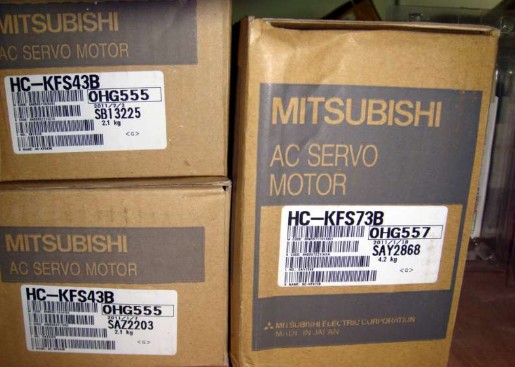 MITSUBISHI
AC SERVO MOTOR
HC-KFS43B
OHG555
SB13225
2.1 kg
<G>
MITSUBISHI
AC SERVO MOTOR
HC-KFS43B
OHG555
SAZ2203
2.1 kg
<G>
MITSUBISHI
AC SERVO
MOTOR
HC-KFS73B
OHG557
SAY2868
4.2 kg
<G>
MITSUBISHI ELECTRIC CORPORATION
MADE IN JAPAN